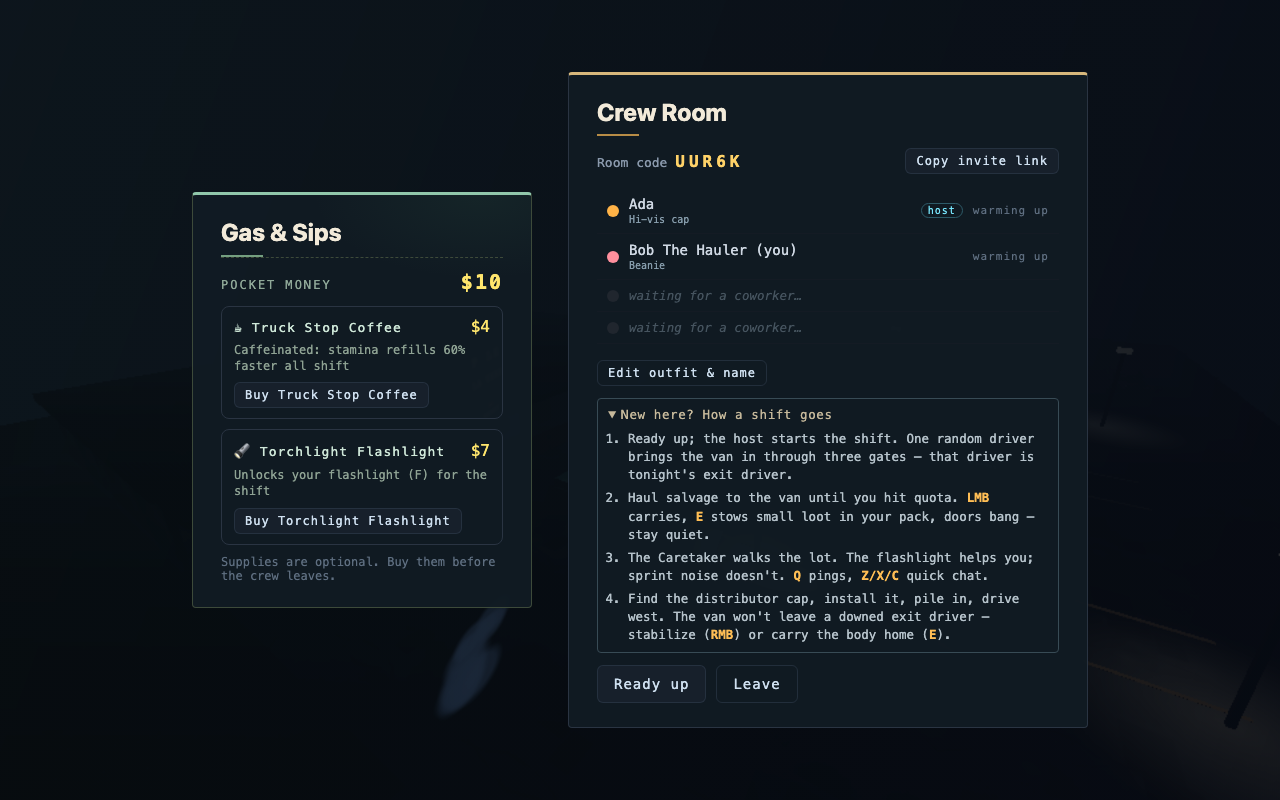 Gas & Sips
POCKET MONEY $10
☕ Truck Stop Coffee $4
Caffeinated: stamina refills 60%
faster all shift
Buy Truck Stop Coffee
🔦 Torchlight Flashlight $7
Unlocks your flashlight (F) for the
shift
Buy Torchlight Flashlight
Supplies are optional. Buy them before
the crew leaves.
Crew Room
Room code UUR6K Copy invite link
Ada host warming up
Hi-vis cap
Bob The Hauler (you) warming up
Beanie
waiting for a coworker…
waiting for a coworker…
Edit outfit & name
▼ New here? How a shift goes
1. Ready up; the host starts the shift. One random driver
brings the van in through three gates — that driver is
tonight's exit driver.
2. Haul salvage to the van until you hit quota. LMB
carries, E stows small loot in your pack, doors bang —
stay quiet.
3. The Caretaker walks the lot. The flashlight helps you;
sprint noise doesn't. Q pings, Z/X/C quick chat.
4. Find the distributor cap, install it, pile in, drive
west. The van won't leave a downed exit driver —
stabilize (RMB) or carry the body home (E).
Ready up Leave